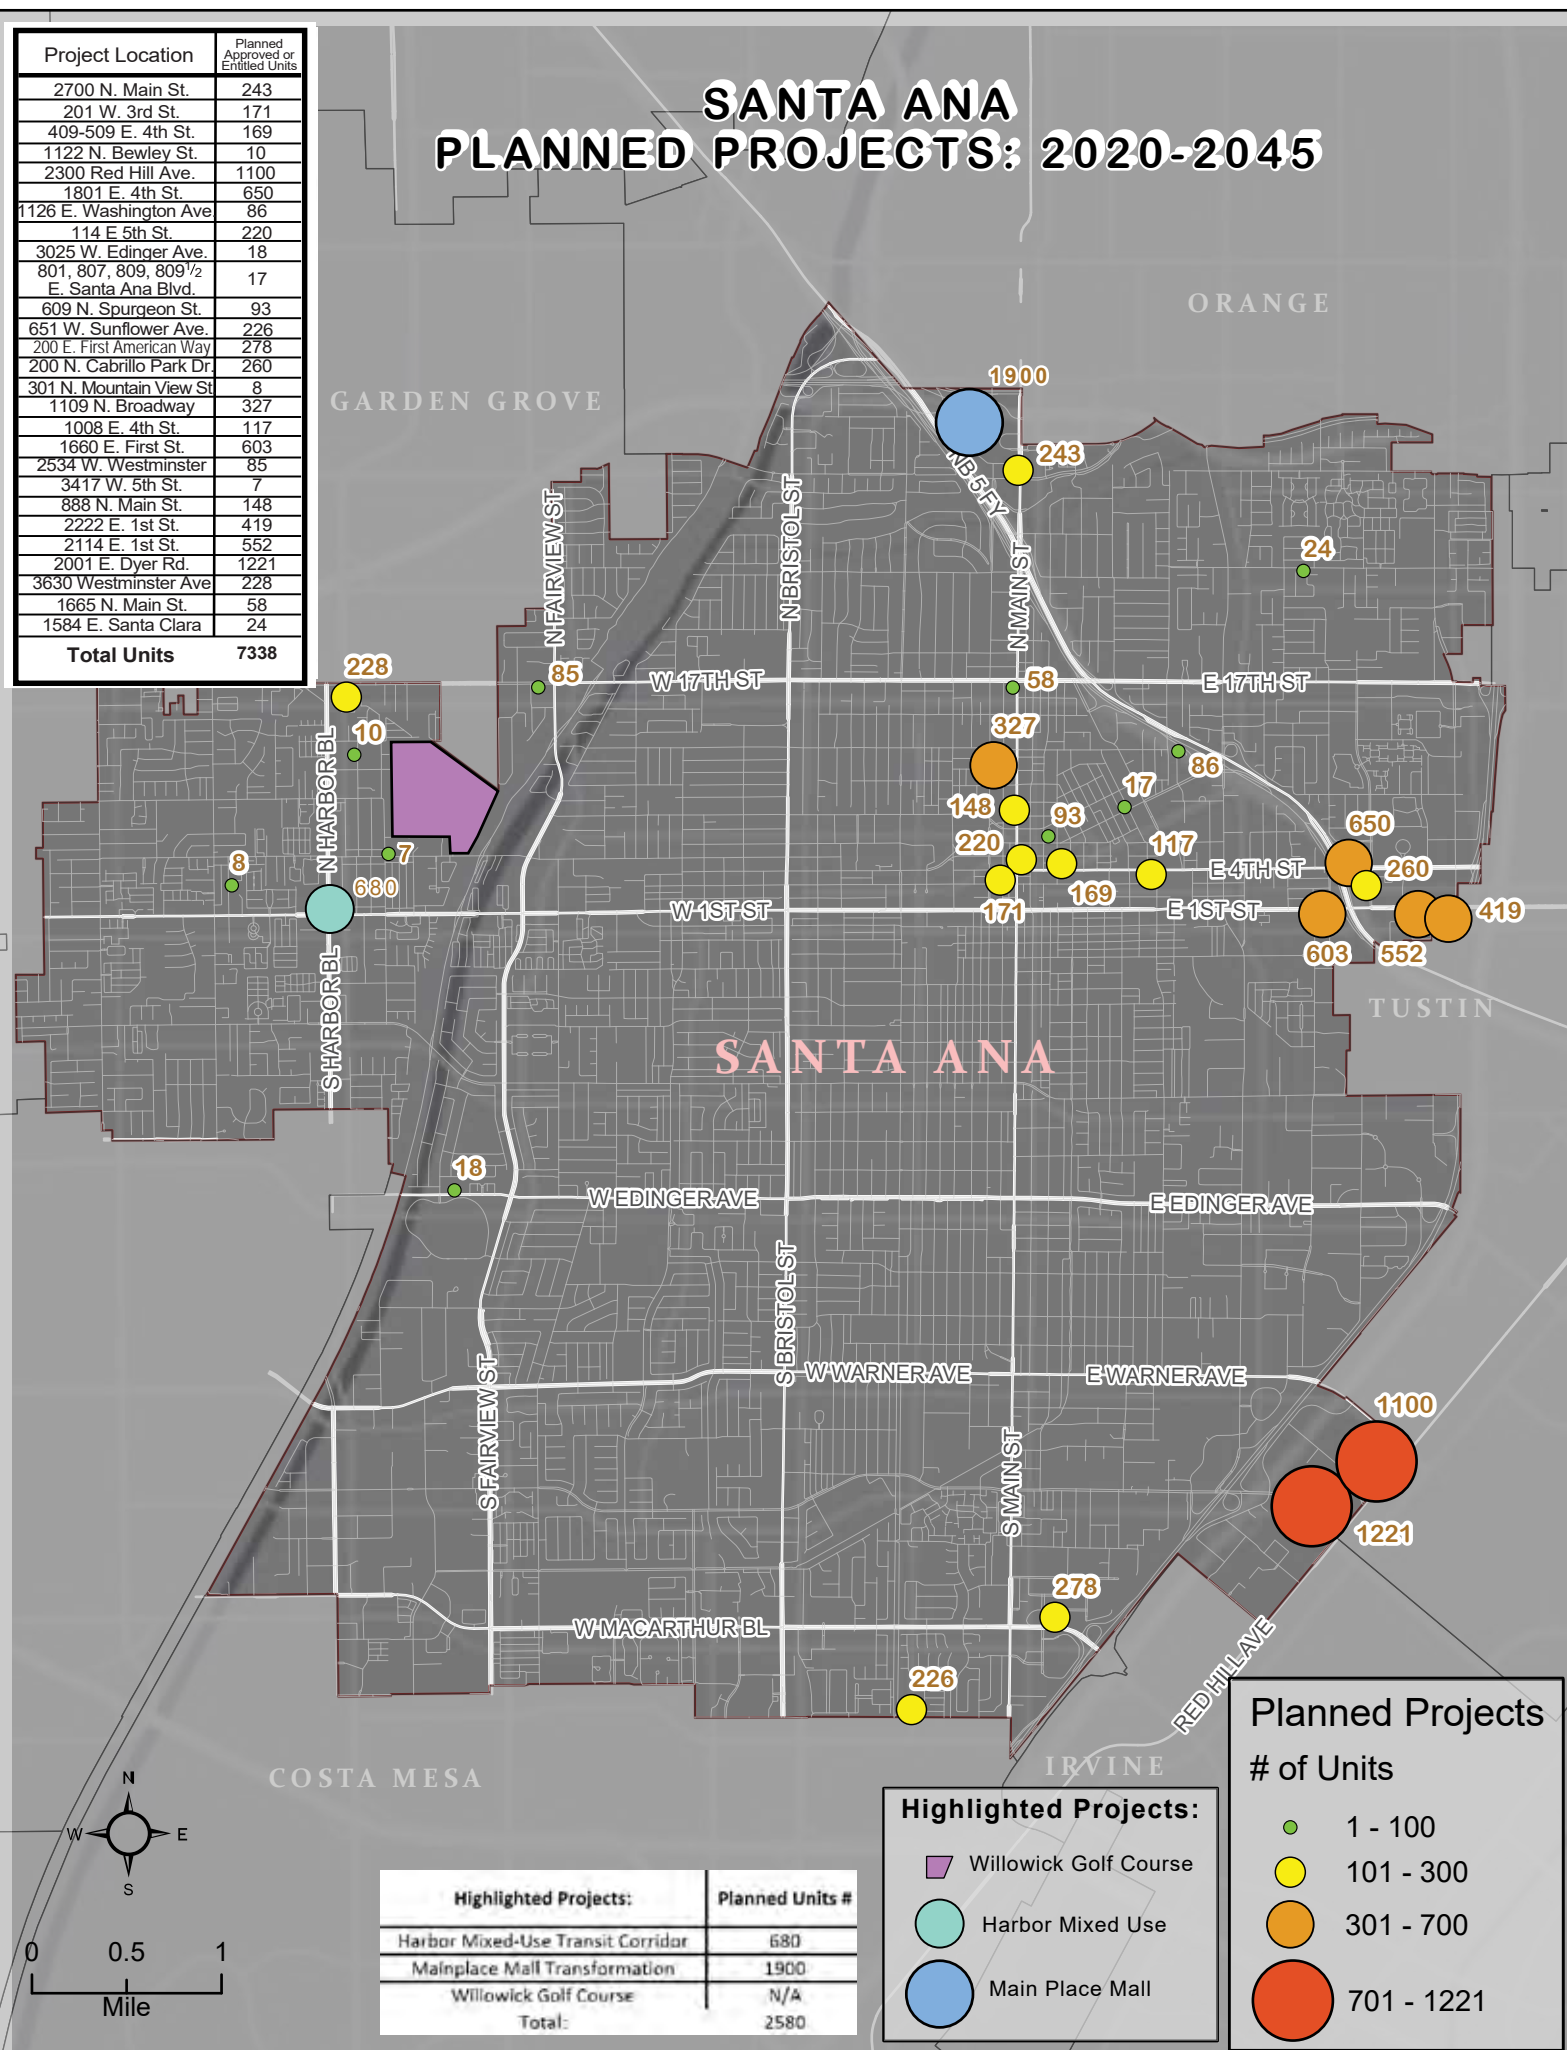 Project Location | Planned Approved or Entitled Units
2700 N. Main St. 243
201 W. 3rd St. 171
409-509 E. 4th St. 169
1122 N. Bewley St. 10
2300 Red Hill Ave. 1100
1801 E. 4th St. 650
1126 E. Washington Ave. 86
114 E 5th St. 220
3025 W. Edinger Ave. 18
801, 807, 809, 809 1/2
E. Santa Ana Blvd. 17
609 N. Spurgeon St. 93
651 W. Sunflower Ave. 226
200 E. First American Way 278
200 N. Cabrillo Park Dr. 260
301 N. Mountain View St 8
1109 N. Broadway 327
1008 E. 4th St. 117
1660 E. First St. 603
2534 W. Westminster 85
3417 W. 5th St. 7
888 N. Main St. 148
2222 E. 1st St. 419
2114 E. 1st St. 552
2001 E. Dyer Rd. 1221
3630 Westminster Ave 228
1665 N. Main St. 58
1584 E. Santa Clara 24
Total Units 7338
SANTA ANA
PLANNED PROJECTS: 2020-2045
ORANGE
GARDEN GROVE
1900
243
NB 5 FY
N FAIRVIEW ST
N BRISTOL ST
N MAIN ST
24
228
85
W 17TH ST
58
E 17TH ST
10
N HARBOR BL
327
86
17
148
93
650
7
220
117
8
E 4TH ST
260
680
169
171
W 1ST ST
E 1ST ST
419
603
552
S HARBOR BL
TUSTIN
SANTA ANA
18
W EDINGER AVE
E EDINGER AVE
S BRISTOL ST
W WARNER AVE
E WARNER AVE
S FAIRVIEW ST
1100
S MAIN ST
1221
278
W MACARTHUR BL
226
RED HILL AVE
COSTA MESA
IRVINE
N
W E
S
0 0.5 1
Mile
Highlighted Projects: Planned Units #
Harbor Mixed-Use Transit Corridor 680
Mainplace Mall Transformation 1900
Willowick Golf Course N/A
Total: 2580
Highlighted Projects:
Willowick Golf Course
Harbor Mixed Use
Main Place Mall
Planned Projects
# of Units
1 - 100
101 - 300
301 - 700
701 - 1221